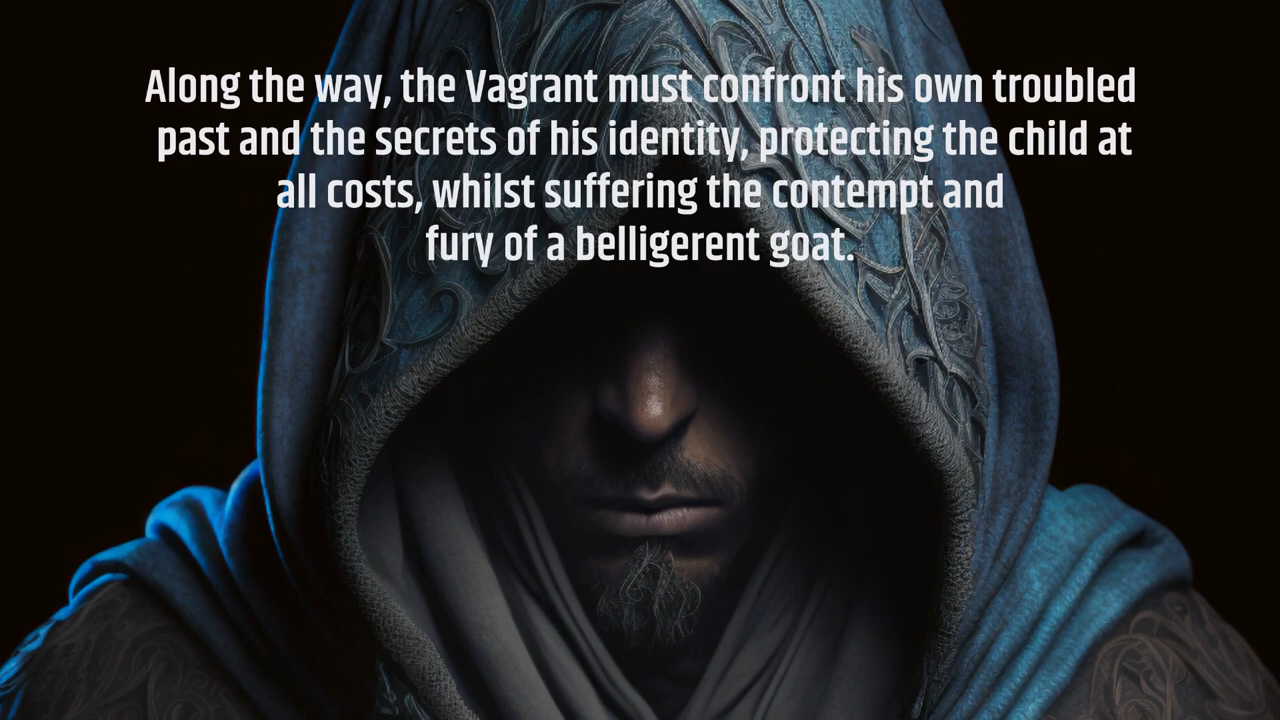 Along the way, the Vagrant must confront his own troubled
past and the secrets of his identity, protecting the child at
all costs, whilst suffering the contempt and
fury of a belligerent goat.